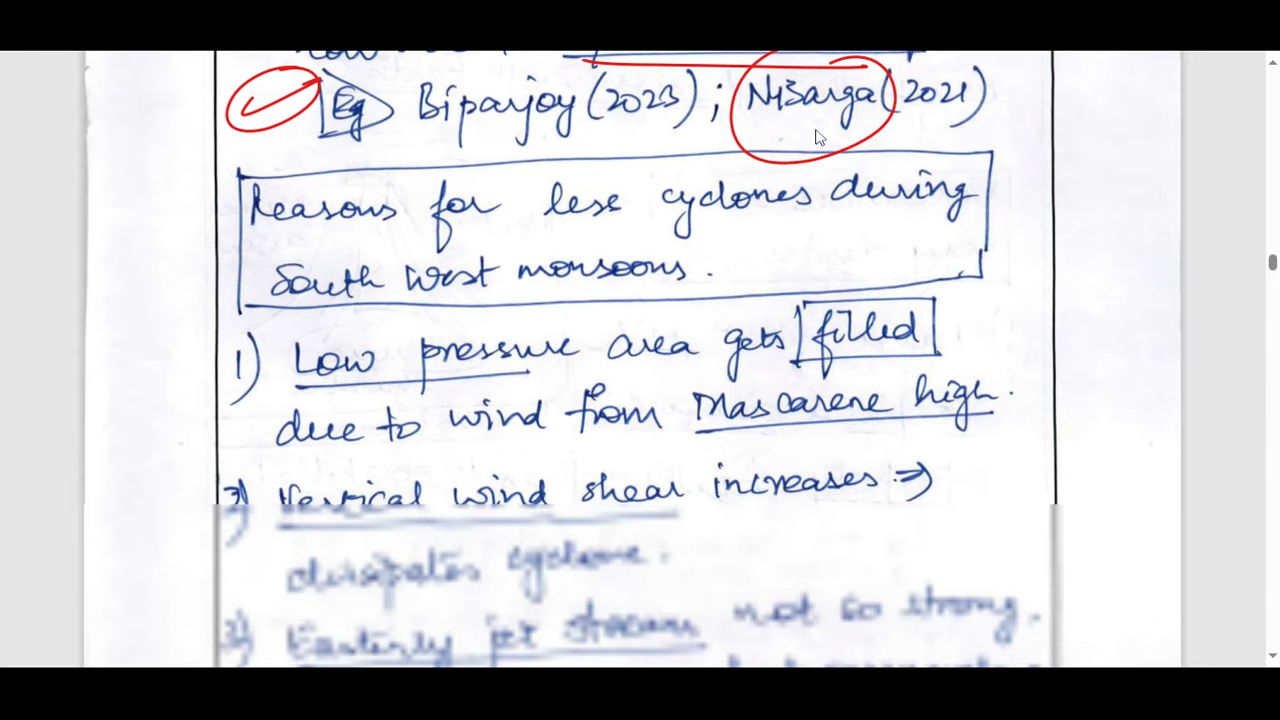 Eg Biparjoy (2023) ; Nisarga (2021)
Reasons for less cyclones during
South West monsoons.
1) Low pressure area gets filled
due to wind from Mascarene high.
2) Vertical wind shear increases ⇒
dissipates cyclone.
3) Easterly jet stream not so strong.